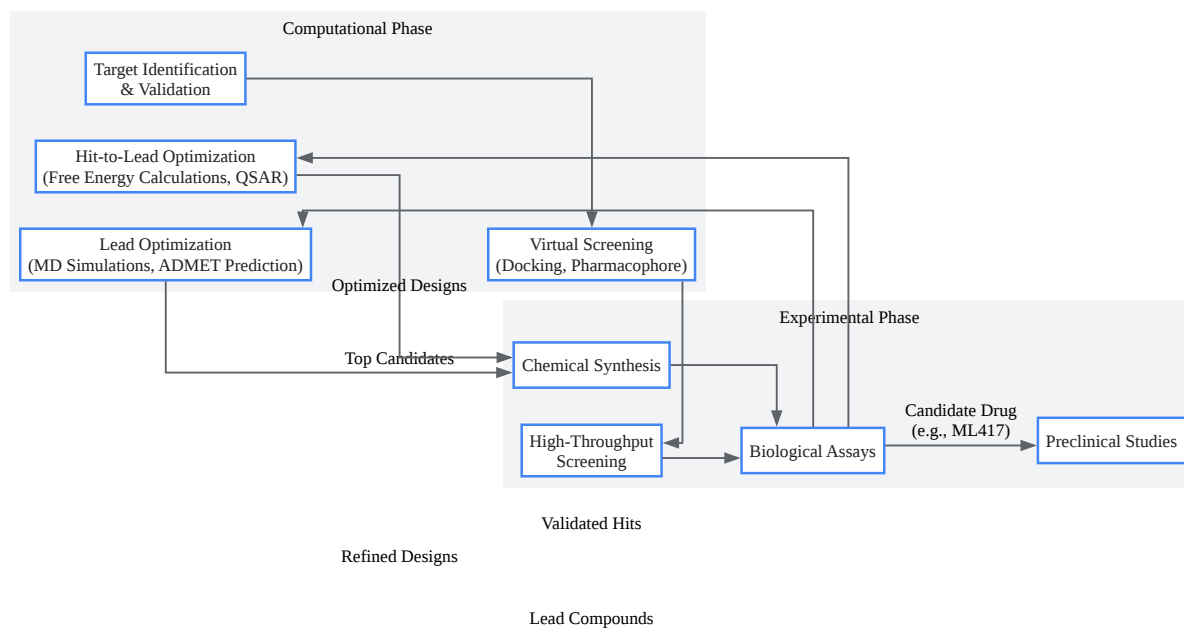 Computational Phase
Target Identification
& Validation
Hit-to-Lead Optimization
(Free Energy Calculations, QSAR)
Lead Optimization
(MD Simulations, ADMET Prediction)
Virtual Screening
(Docking, Pharmacophore)
Optimized Designs
Experimental Phase
Top Candidates
Chemical Synthesis
Candidate Drug
(e.g., ML417)
High-Throughput
Screening
Biological Assays
Preclinical Studies
Validated Hits
Refined Designs
Lead Compounds